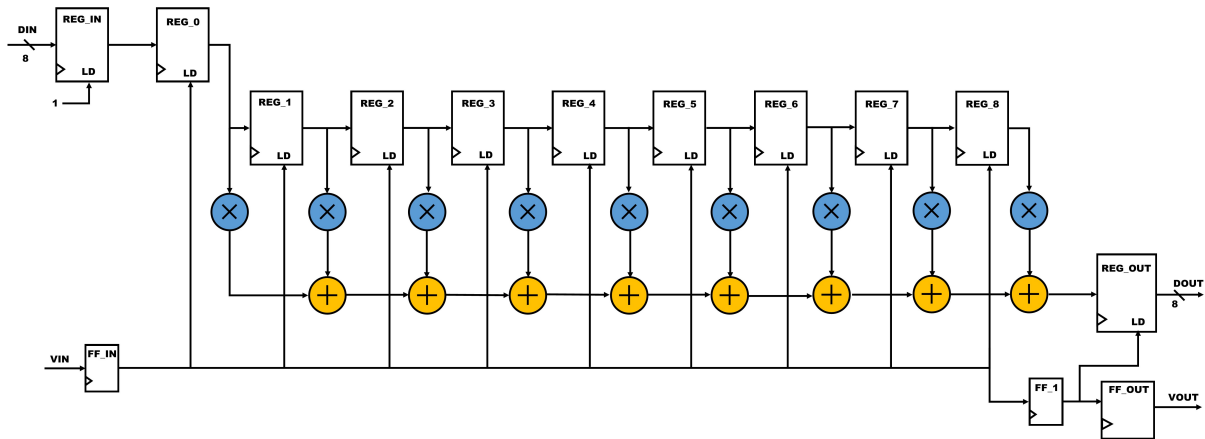 DIN
8
REG_IN
LD
1
REG_0
LD
REG_1
LD
REG_2
LD
REG_3
LD
REG_4
LD
REG_5
LD
REG_6
LD
REG_7
LD
REG_8
LD
REG_OUT
LD
DOUT
8
VIN
FF_IN
FF_1
FF_OUT
VOUT